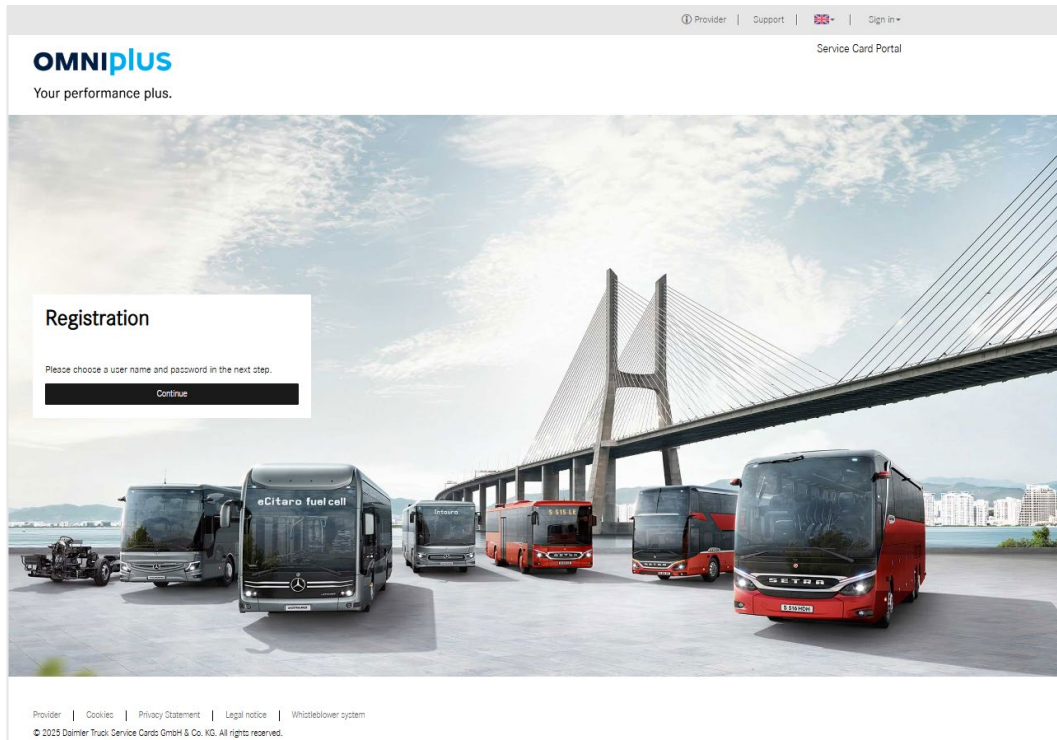 Provider | Support | Sign in
Service Card Portal
OMNIplus
Your performance plus.
Registration
Please choose a user name and password in the next step.
Continue
eCitaro fuel cell
Intouro
S 515 LE
SETRA
SETRA
S 516 HDH
Provider | Cookies | Privacy Statement | Legal notice | Whistleblower system
© 2025 Daimler Truck Service Cards GmbH & Co. KG. All rights reserved.